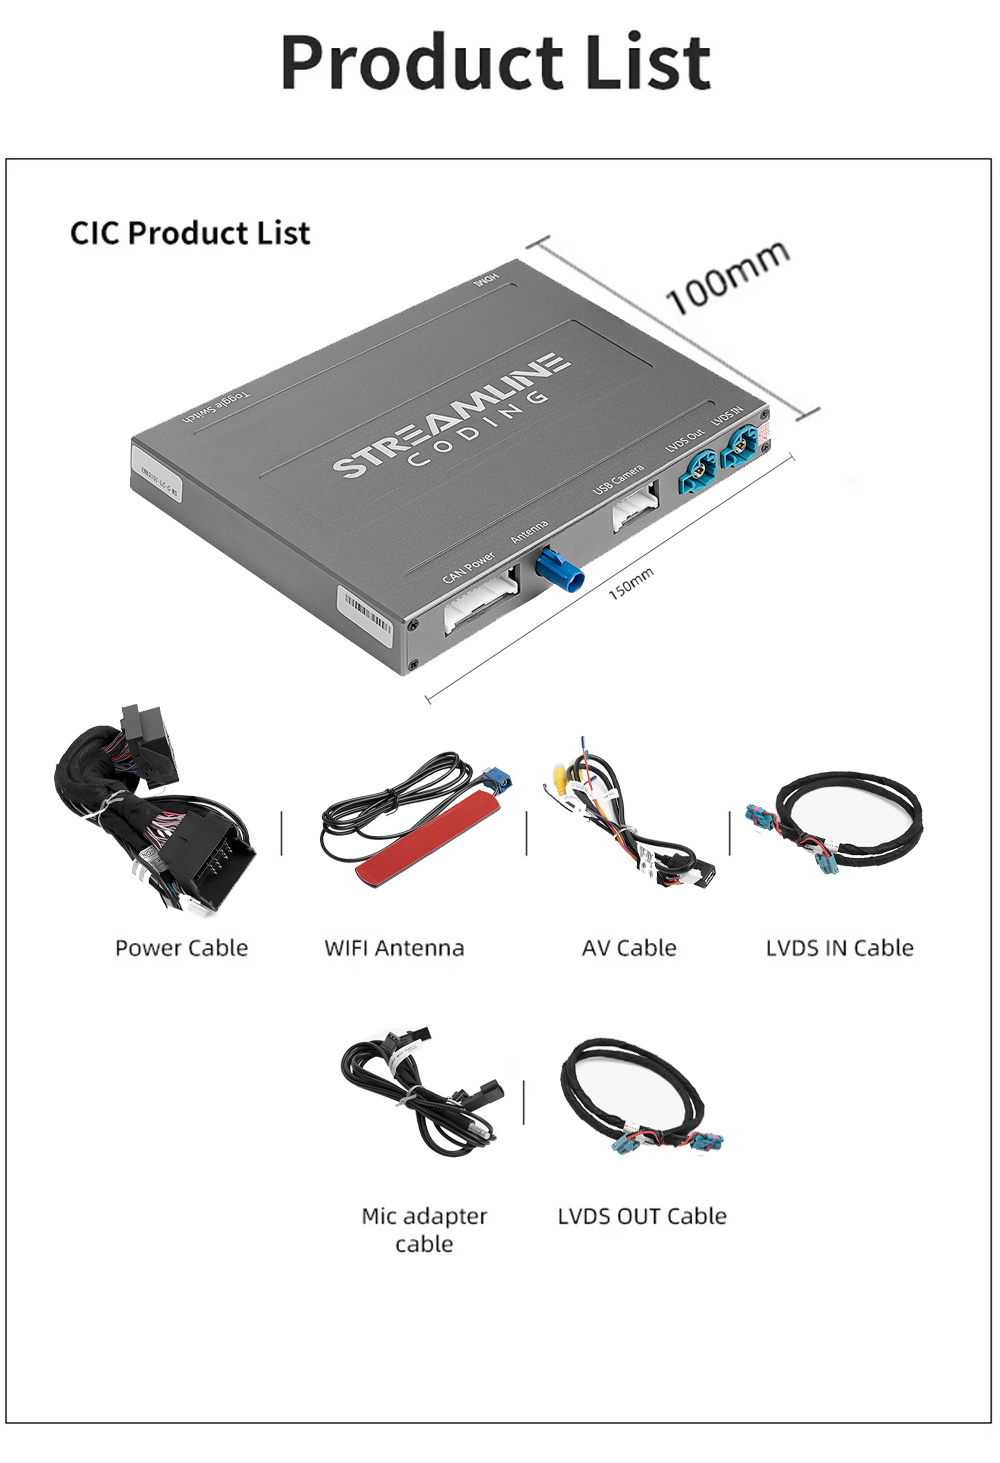 Product List
CIC Product List
100mm
HDMI
Toggle Switch
STREAMLINE
CODING
LVDS IN
LVDS Out
USB Camera
Antenna
CAN Power
150mm
Power Cable
WIFI Antenna
AV Cable
LVDS IN Cable
Mic adapter
cable
LVDS OUT Cable